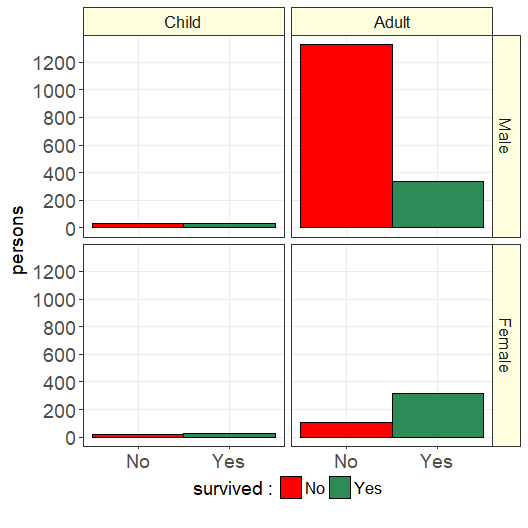 Child Adult
1200
1000
800
600
400
200
0
Male
persons
1200
1000
800
600
400
200
0
Female
No Yes No Yes
survived : No Yes